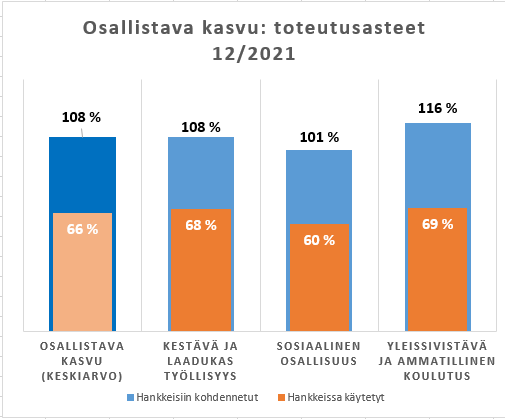 Osallistava kasvu: toteutusasteet
12/2021
108 %
108 %
101 %
116 %
66 %
68 %
60 %
69 %
OSALLISTAVA
KASVU
(KESKIARVO)
KESTÄVÄ JA
LAADUKAS
TYÖLLISYYS
SOSIAALINEN
OSALLISUUS
YLEISSIVISTÄVÄ
JA AMMATILLINEN
KOULUTUS
Hankkeisiin kohdennetut
Hankkeissa käytetyt